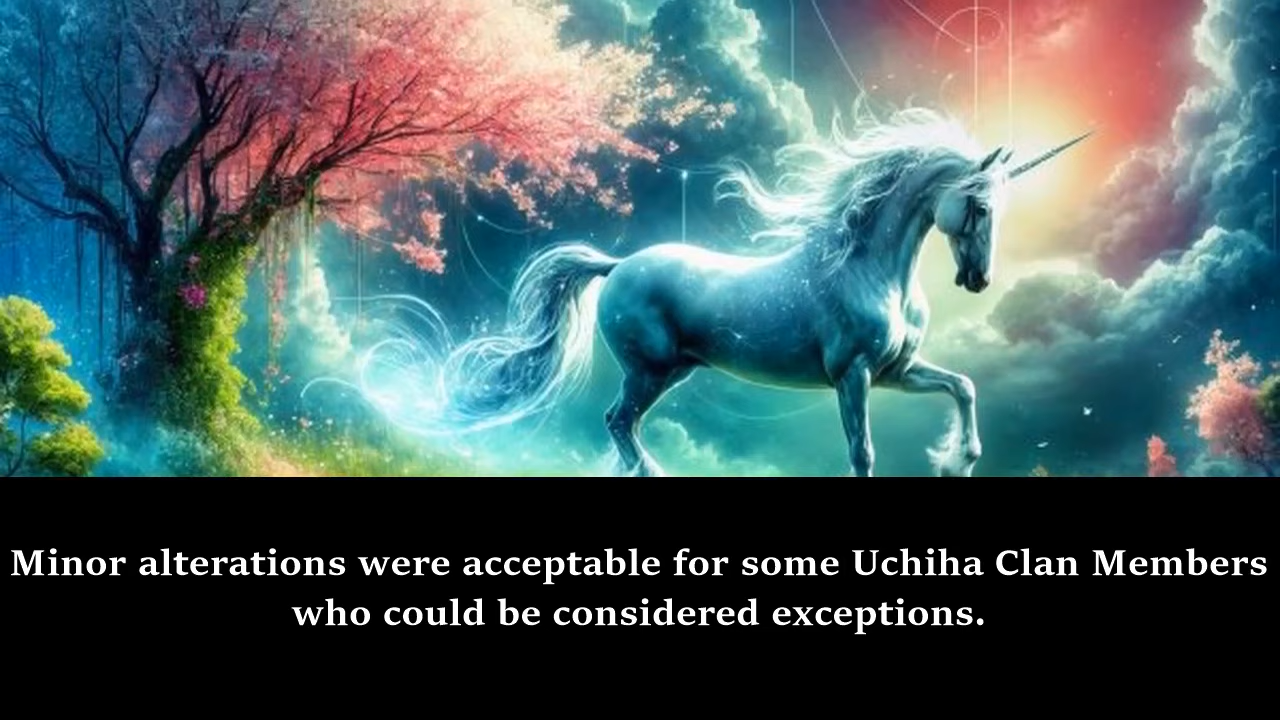 Minor alterations were acceptable for some Uchiha Clan Members
who could be considered exceptions.